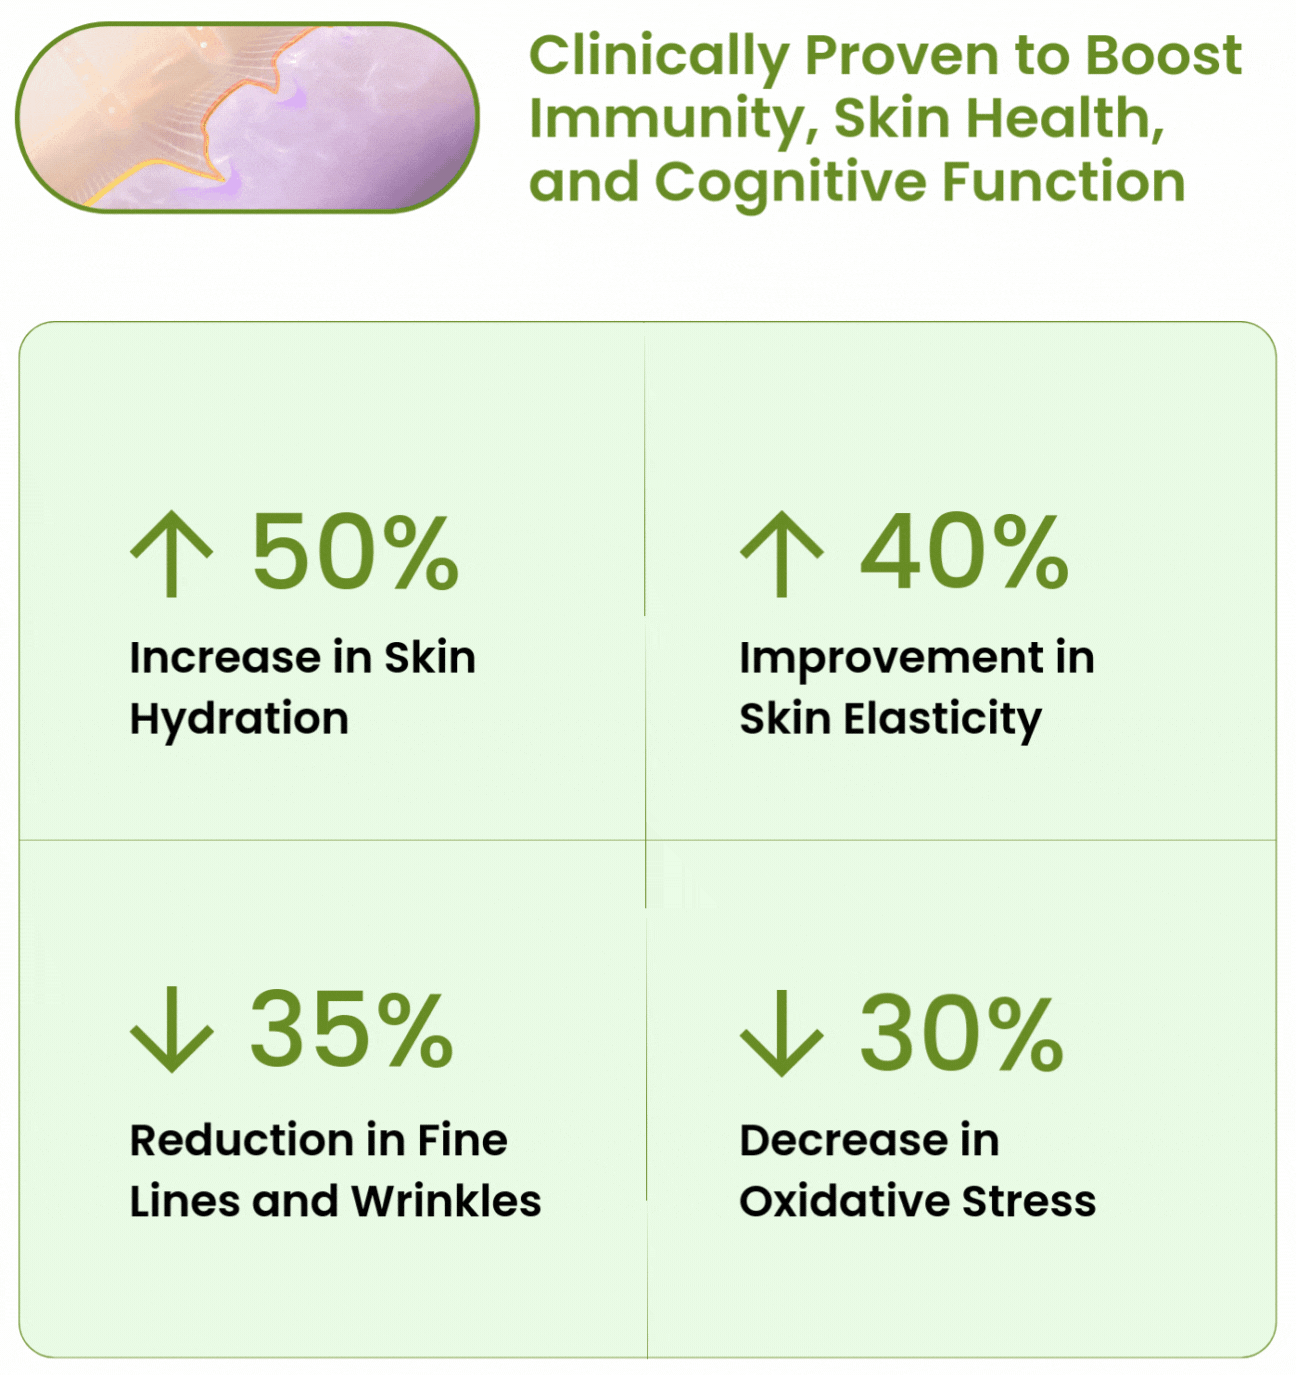 Clinically Proven to Boost
Immunity, Skin Health,
and Cognitive Function
↑ 50%
Increase in Skin
Hydration
↑ 40%
Improvement in
Skin Elasticity
↓ 35%
Reduction in Fine
Lines and Wrinkles
↓ 30%
Decrease in
Oxidative Stress